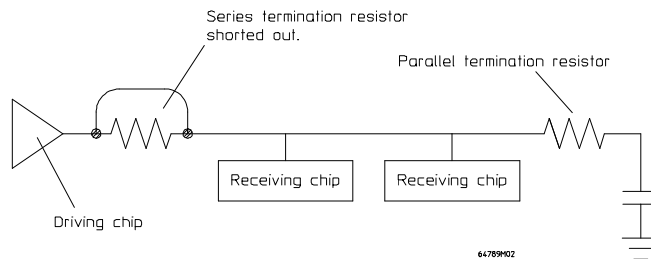 Series termination resistor
shorted out.
Parallel termination resistor
Receiving chip
Receiving chip
Driving chip
64789M02